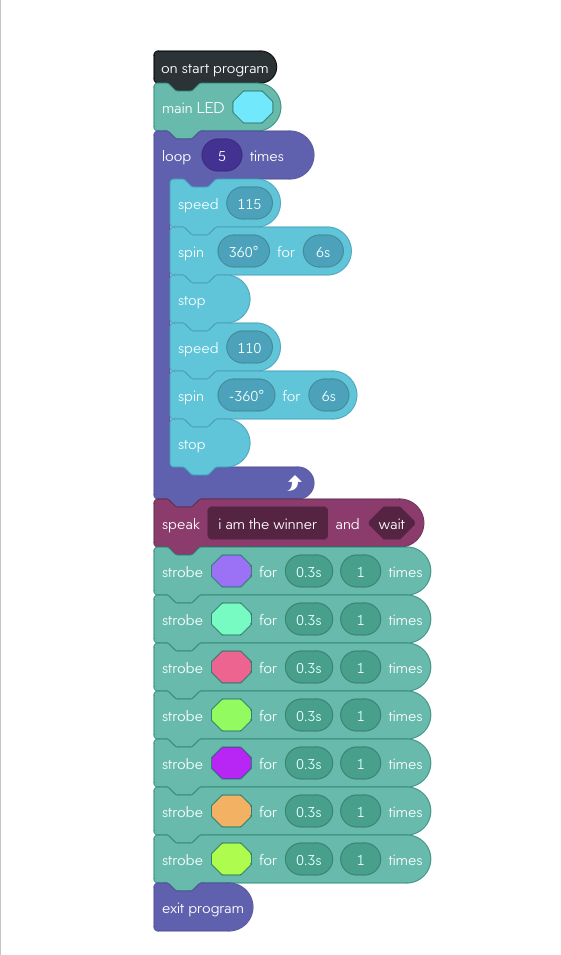 on start program
main LED
loop 5 times
speed 115
spin 360° for 6s
stop
speed 110
spin -360° for 6s
stop
speak i am the winner and wait
strobe for 0.3s 1 times
strobe for 0.3s 1 times
strobe for 0.3s 1 times
strobe for 0.3s 1 times
strobe for 0.3s 1 times
strobe for 0.3s 1 times
strobe for 0.3s 1 times
exit program